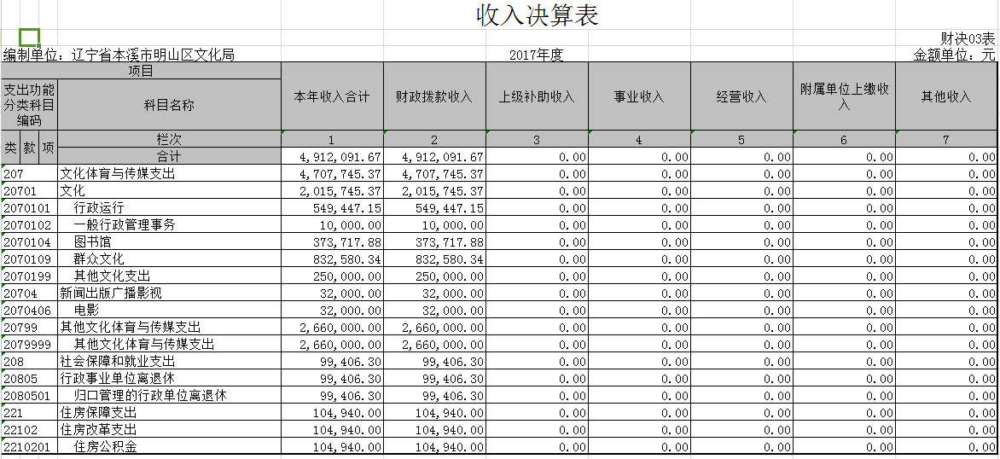 收入决算表
财决03表
编制单位：辽宁省本溪市明山区文化局 2017年度 金额单位：元
项目 本年收入合计 财政拨款收入 上级补助收入 事业收入 经营收入 附属单位上缴收入 其他收入
支出功能分类科目编码 科目名称
类 款 项 栏次 1 2 3 4 5 6 7
合计 4,912,091.67 4,912,091.67 0.00 0.00 0.00 0.00 0.00
207 文化体育与传媒支出 4,707,745.37 4,707,745.37 0.00 0.00 0.00 0.00 0.00
20701 文化 2,015,745.37 2,015,745.37 0.00 0.00 0.00 0.00 0.00
2070101 行政运行 549,447.15 549,447.15 0.00 0.00 0.00 0.00 0.00
2070102 一般行政管理事务 10,000.00 10,000.00 0.00 0.00 0.00 0.00 0.00
2070104 图书馆 373,717.88 373,717.88 0.00 0.00 0.00 0.00 0.00
2070109 群众文化 832,580.34 832,580.34 0.00 0.00 0.00 0.00 0.00
2070199 其他文化支出 250,000.00 250,000.00 0.00 0.00 0.00 0.00 0.00
20704 新闻出版广播影视 32,000.00 32,000.00 0.00 0.00 0.00 0.00 0.00
2070406 电影 32,000.00 32,000.00 0.00 0.00 0.00 0.00 0.00
20799 其他文化体育与传媒支出 2,660,000.00 2,660,000.00 0.00 0.00 0.00 0.00 0.00
2079999 其他文化体育与传媒支出 2,660,000.00 2,660,000.00 0.00 0.00 0.00 0.00 0.00
208 社会保障和就业支出 99,406.30 99,406.30 0.00 0.00 0.00 0.00 0.00
20805 行政事业单位离退休 99,406.30 99,406.30 0.00 0.00 0.00 0.00 0.00
2080501 归口管理的行政单位离退休 99,406.30 99,406.30 0.00 0.00 0.00 0.00 0.00
221 住房保障支出 104,940.00 104,940.00 0.00 0.00 0.00 0.00 0.00
22102 住房改革支出 104,940.00 104,940.00 0.00 0.00 0.00 0.00 0.00
2210201 住房公积金 104,940.00 104,940.00 0.00 0.00 0.00 0.00 0.00